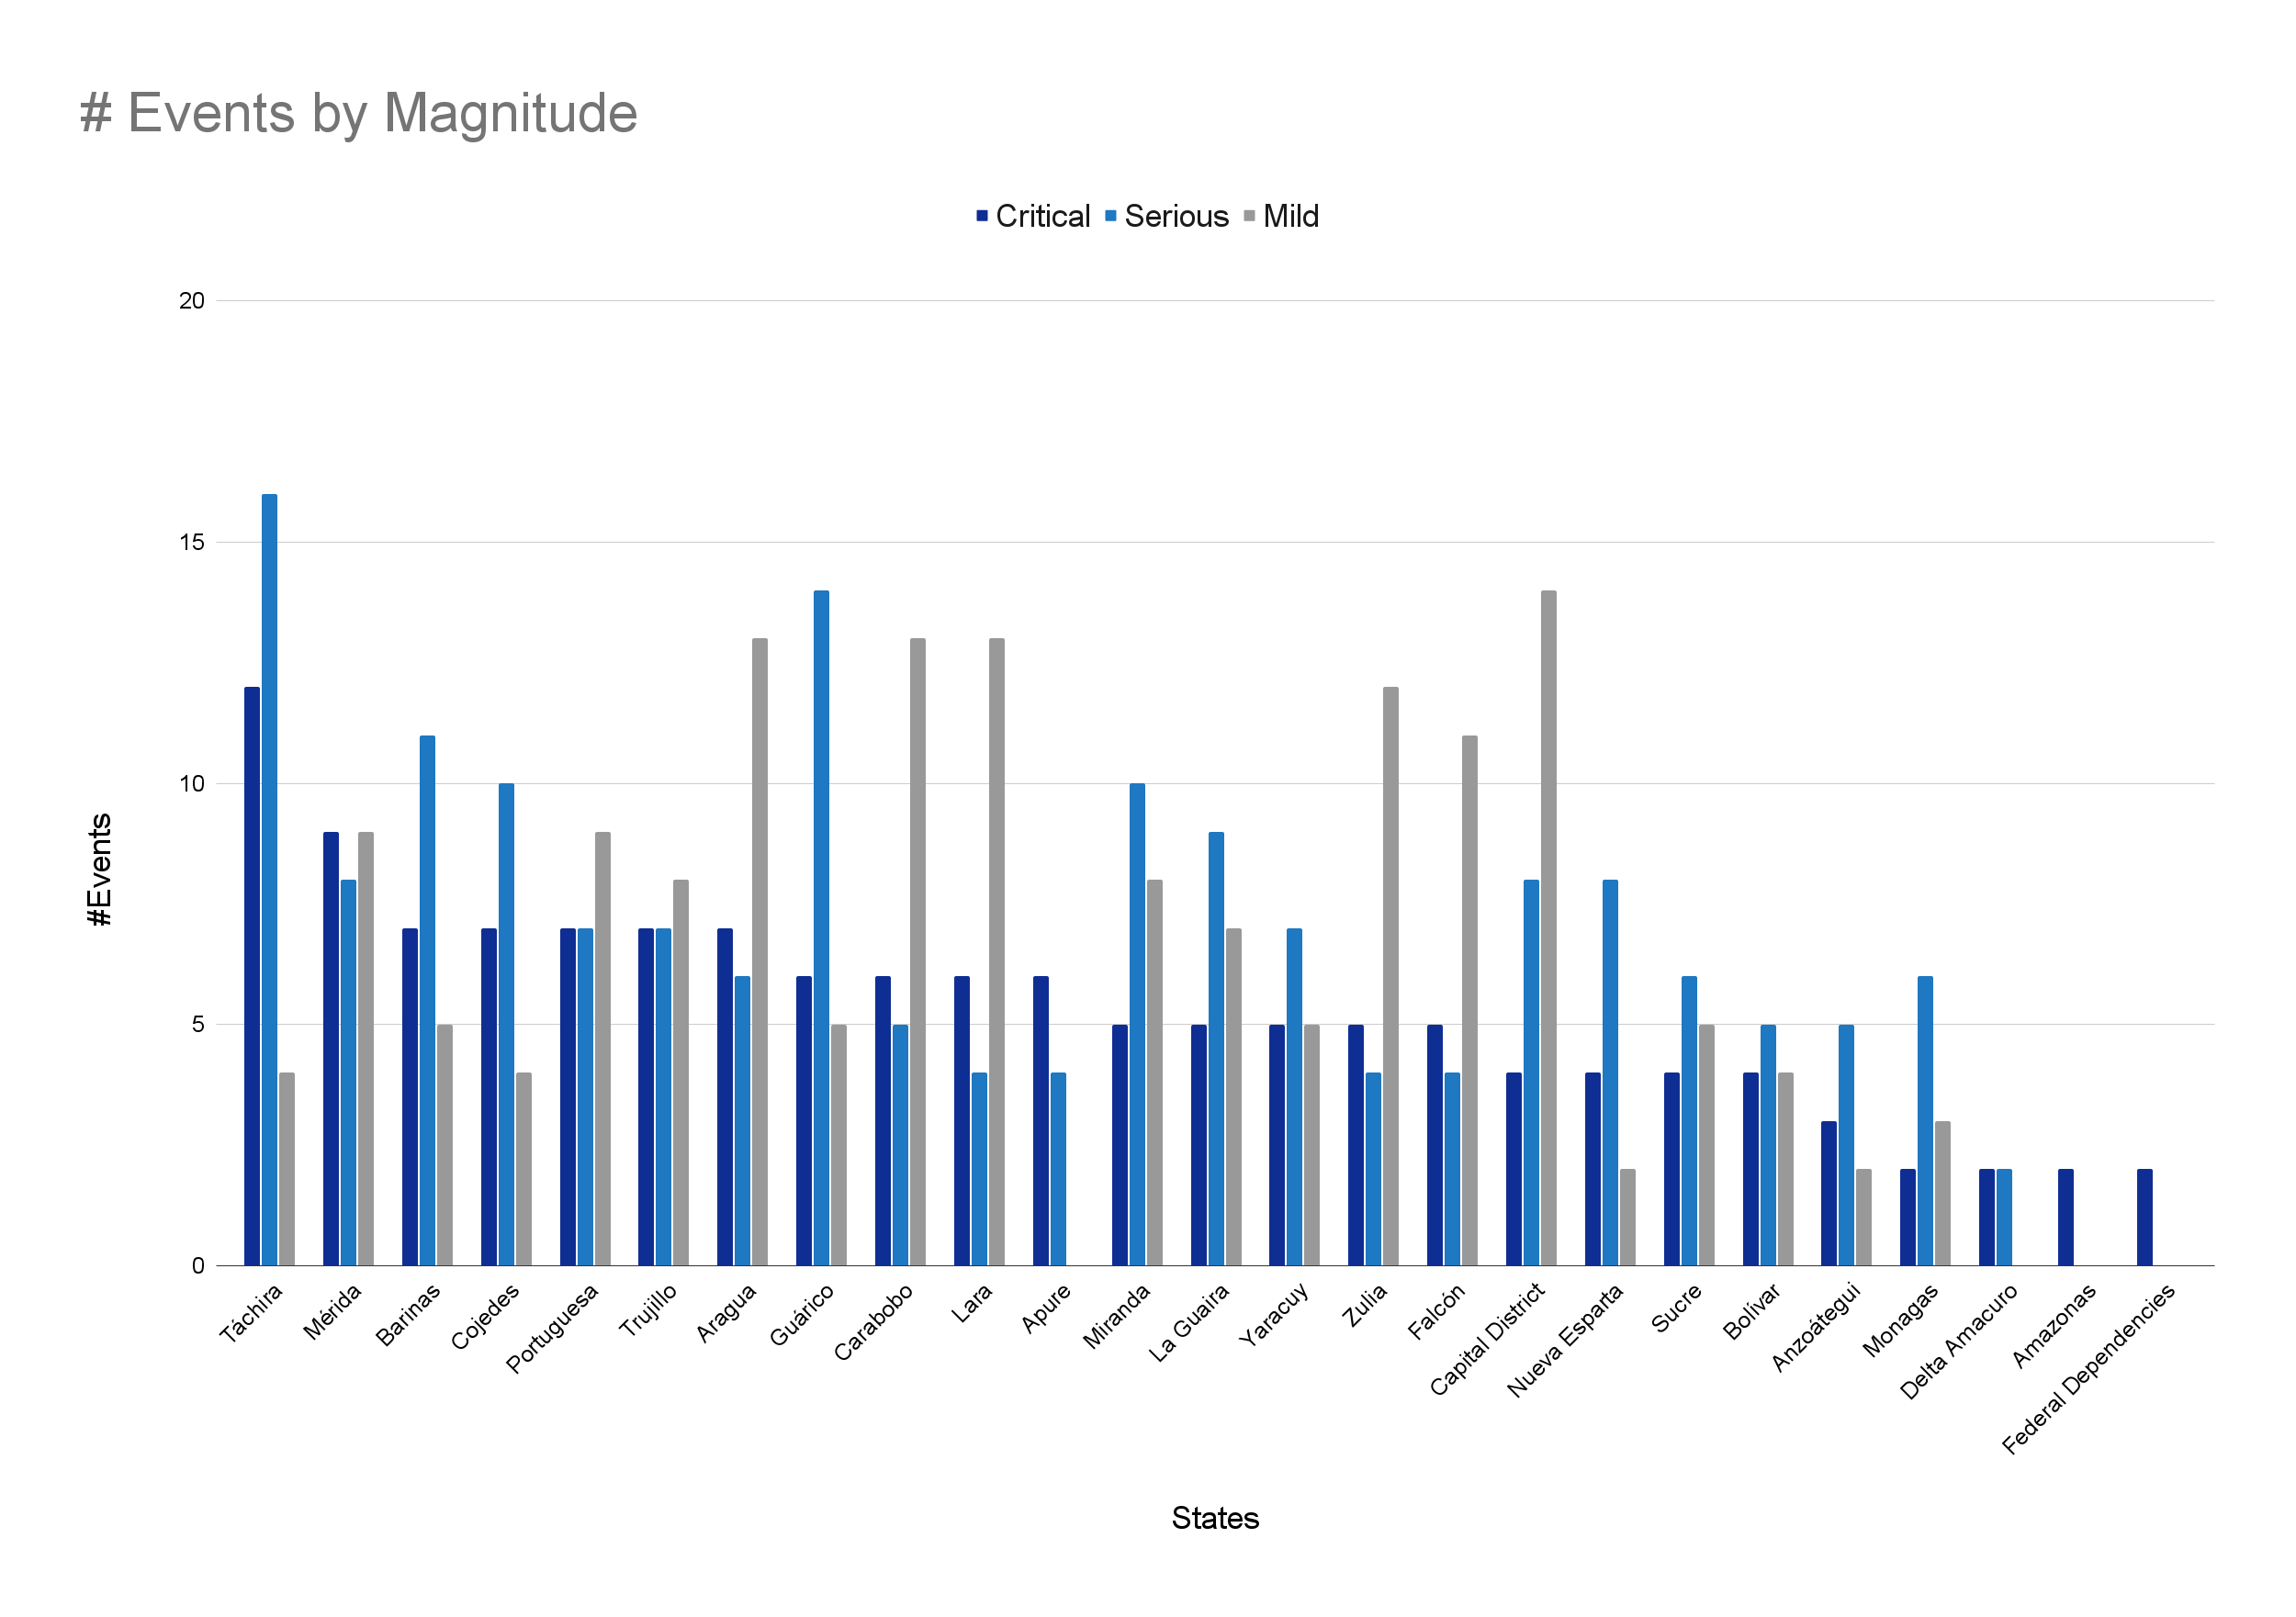 # Events by Magnitude
Critical Serious Mild
20
15
10
5
0
#Events
Táchira
Mérida
Barinas
Cojedes
Portuguesa
Trujillo
Aragua
Guárico
Carabobo
Lara
Apure
Miranda
La Guaira
Yaracuy
Zulia
Falcón
Capital District
Nueva Esparta
Sucre
Bolívar
Anzoátegui
Monagas
Delta Amacuro
Amazonas
Federal Dependencies
States